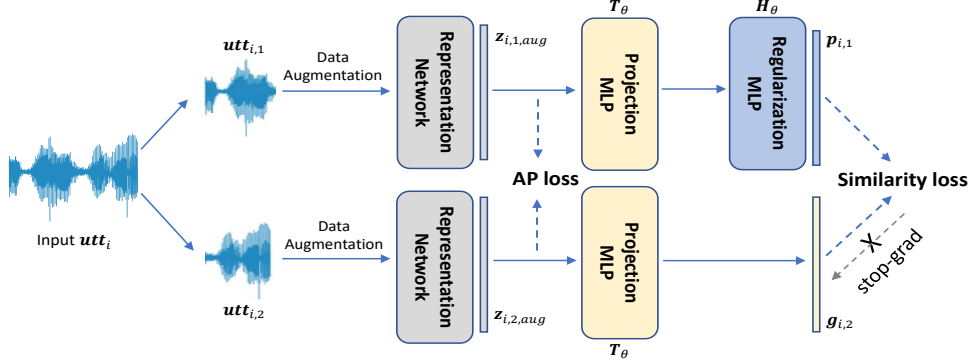 T_θ
H_θ
utt_{i,1}
z_{i,1,aug}
p_{i,1}
Data
Augmentation
Representation
Network
Projection
MLP
Regularization
MLP
AP loss
Similarity loss
Input utt_i
Data
Augmentation
Representation
Network
Projection
MLP
X
stop-grad
utt_{i,2}
z_{i,2,aug}
g_{i,2}
T_θ